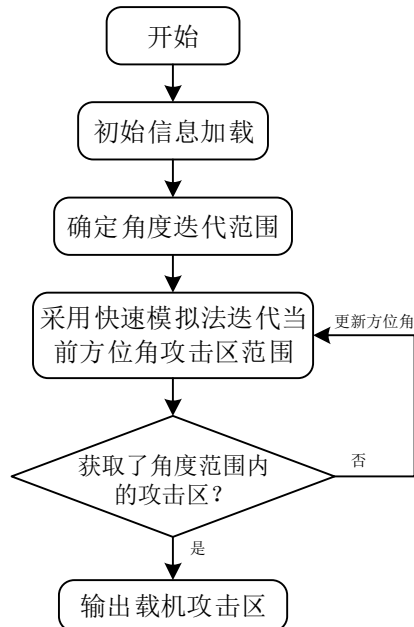 开始
初始信息加载
确定角度迭代范围
采用快速模拟法迭代当
前方位角攻击区范围
更新方位角
获取了角度范围内
的攻击区？
否
是
输出载机攻击区